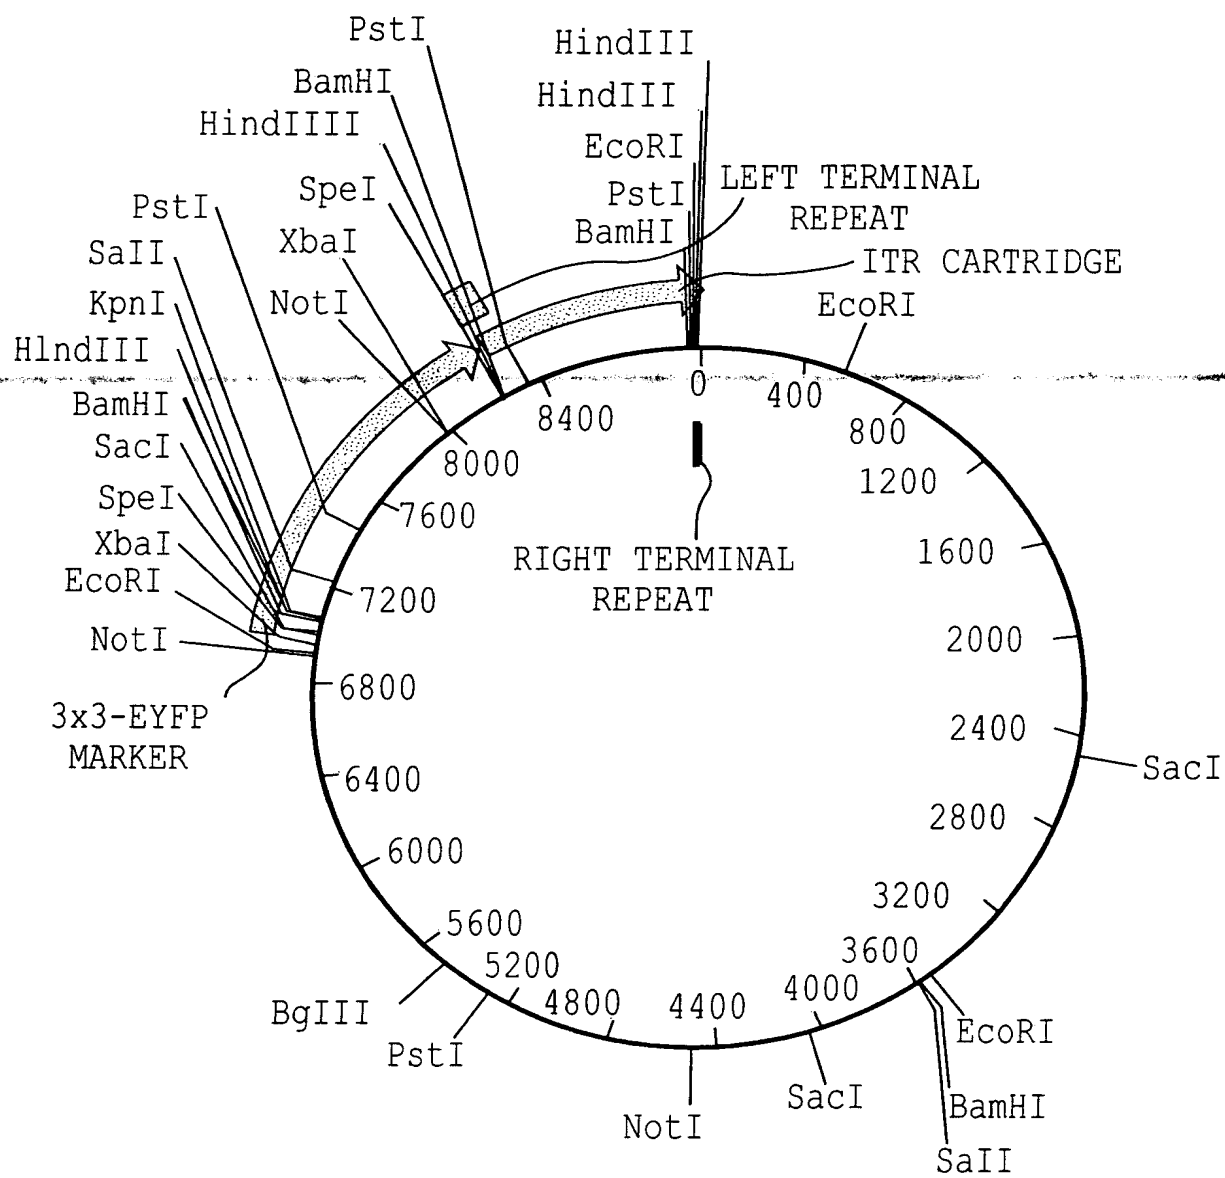 PstI
HindIII
BamHI
HindIII
HindIIII
EcoRI
LEFT TERMINAL
REPEAT
SpeI
PstI
PstI
BamHI
XbaI
SaII
ITR CARTRIDGE
NotI
KpnI
EcoRI
HlndIII
BamHI
SacI
SpeI
XbaI
EcoRI
NotI
3x3-EYFP
MARKER
0
400
800
1200
1600
2000
2400
2800
3200
3600
4000
4400
4800
5200
5600
6000
6400
6800
7200
7600
8000
8400
RIGHT TERMINAL
REPEAT
SacI
EcoRI
BamHI
SaII
SacI
NotI
PstI
BgIII